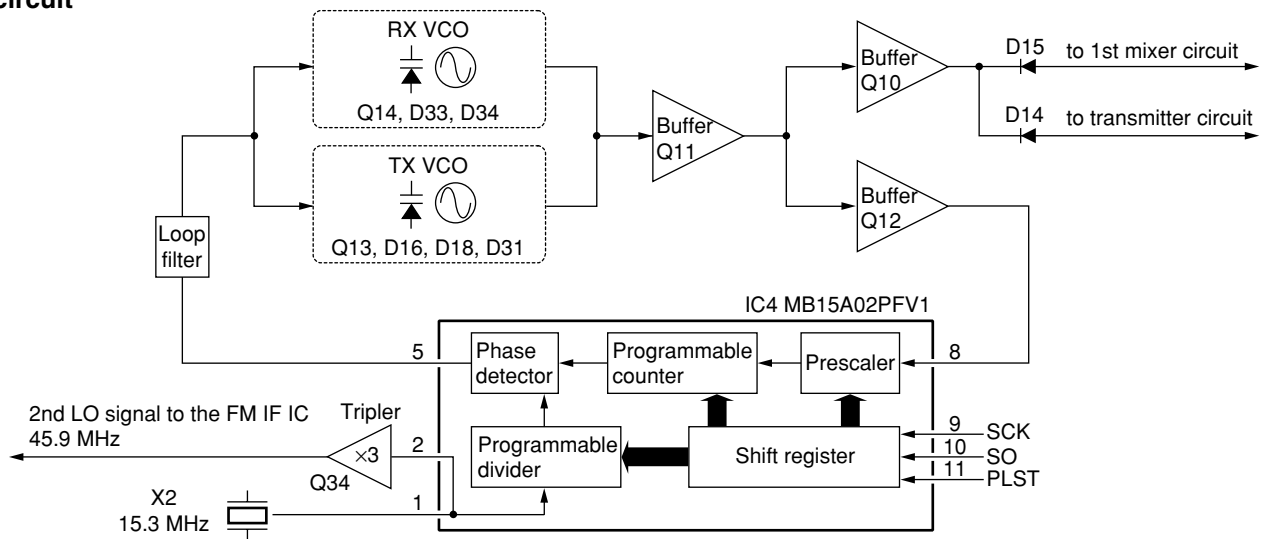 circuit
RX VCO
Q14, D33, D34
TX VCO
Q13, D16, D18, D31
Loop
filter
Buffer
Q11
Buffer
Q10
Buffer
Q12
D15
to 1st mixer circuit
D14
to transmitter circuit
IC4 MB15A02PFV1
5
Phase
detector
Programmable
counter
Prescaler
8
2nd LO signal to the FM IF IC
45.9 MHz
Tripler
×3
Q34
2
Programmable
divider
Shift register
9
SCK
10
SO
11
PLST
X2
15.3 MHz
1